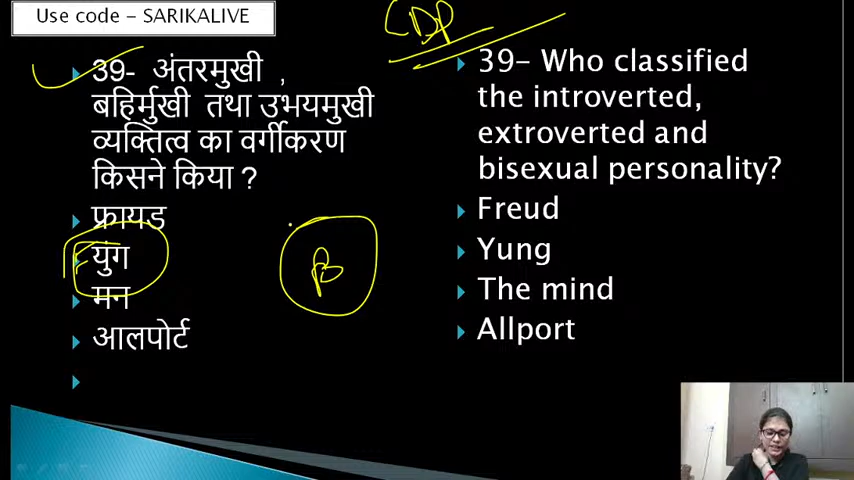 Use code – SARIKALIVE
CDP
39- अंतरमुखी ,
बहिर्मुखी तथा उभयमुखी
व्यक्तित्व का वर्गीकरण
किसने किया ?
फ्रायड
युंग
मन
आलपोर्ट
B
39- Who classified
the introverted,
extroverted and
bisexual personality?
Freud
Yung
The mind
Allport